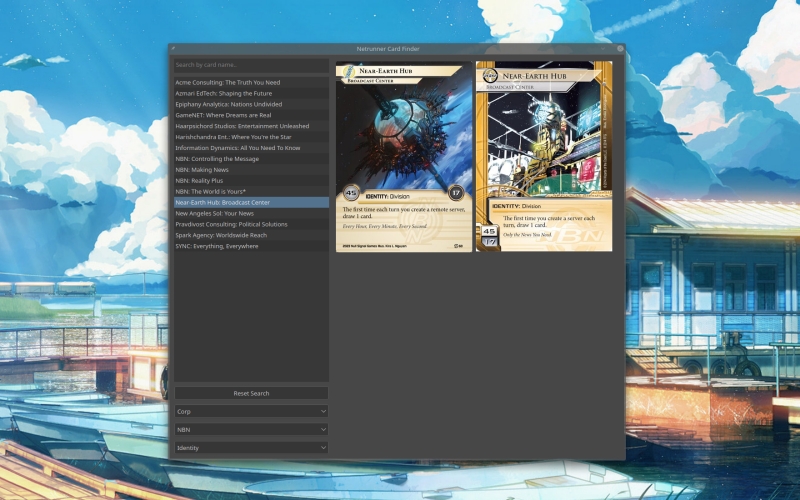 Netrunner Card Finder
Search by card name..
Acme Consulting: The Truth You Need
Azmari EdTech: Shaping the Future
Epiphany Analytica: Nations Undivided
GameNET: Where Dreams are Real
Haarpsichord Studios: Entertainment Unleashed
Harishchandra Ent.: Where You're the Star
Information Dynamics: All You Need To Know
NBN: Controlling the Message
NBN: Making News
NBN: Reality Plus
NBN: The World is Yours*
Near-Earth Hub: Broadcast Center
New Angeles Sol: Your News
Pravdivost Consulting: Political Solutions
Spark Agency: Worldwide Reach
SYNC: Everything, Everywhere
Reset Search
Corp
NBN
Identity
Near-Earth Hub
Broadcast Center
45
17
IDENTITY: Division
The first time each turn you create a remote server,
draw 1 card.
Every Hour, Every Minute, Every Second
Near-Earth Hub
Broadcast Center
IDENTITY: Division
The first time you create a server each
turn, draw 1 card.
Only the News You Need
45
17
NBN